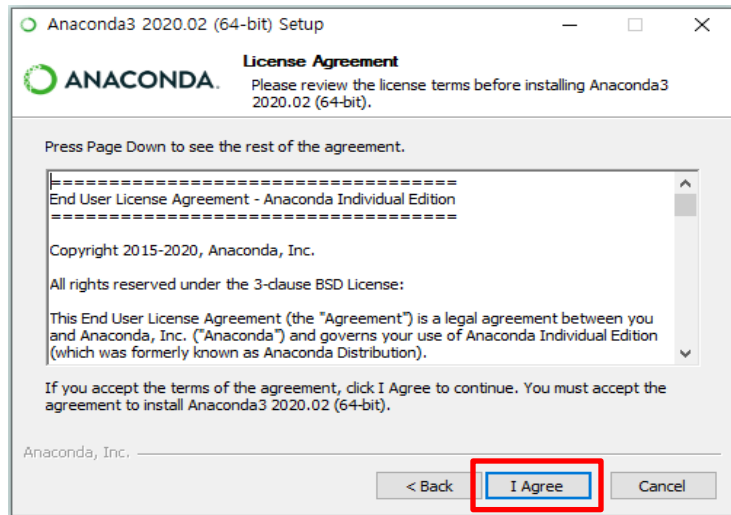 Anaconda3 2020.02 (64-bit) Setup
ANACONDA.
License Agreement
Please review the license terms before installing Anaconda3
2020.02 (64-bit).
Press Page Down to see the rest of the agreement.
===================================
End User License Agreement - Anaconda Individual Edition
===================================
Copyright 2015-2020, Anaconda, Inc.
All rights reserved under the 3-clause BSD License:
This End User License Agreement (the "Agreement") is a legal agreement between you
and Anaconda, Inc. ("Anaconda") and governs your use of Anaconda Individual Edition
(which was formerly known as Anaconda Distribution).
If you accept the terms of the agreement, click I Agree to continue. You must accept the
agreement to install Anaconda3 2020.02 (64-bit).
Anaconda, Inc.
< Back
I Agree
Cancel